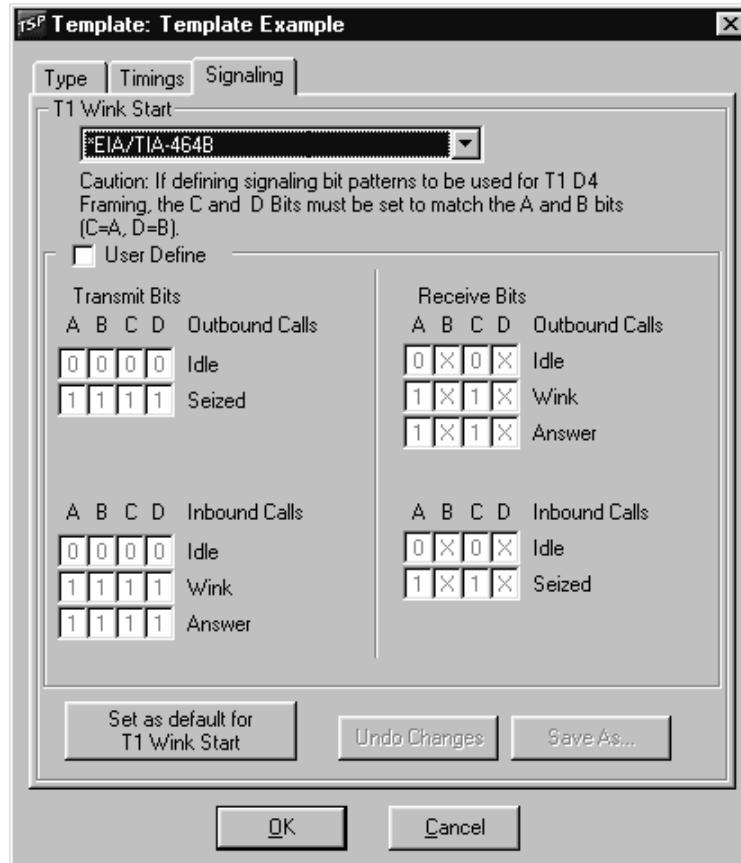 TSP Template: Template Example
Type Timings Signaling
T1 Wink Start
*EIA/TIA-464B
Caution: If defining signaling bit patterns to be used for T1 D4
Framing, the C and D Bits must be set to match the A and B bits
(C=A, D=B).
User Define
Transmit Bits
A B C D Outbound Calls
0 0 0 0 Idle
1 1 1 1 Seized
A B C D Inbound Calls
0 0 0 0 Idle
1 1 1 1 Wink
1 1 1 1 Answer
Receive Bits
A B C D Outbound Calls
0 X 0 X Idle
1 X 1 X Wink
1 X 1 X Answer
A B C D Inbound Calls
0 X 0 X Idle
1 X 1 X Seized
Set as default for
T1 Wink Start
Undo Changes
Save As...
OK
Cancel